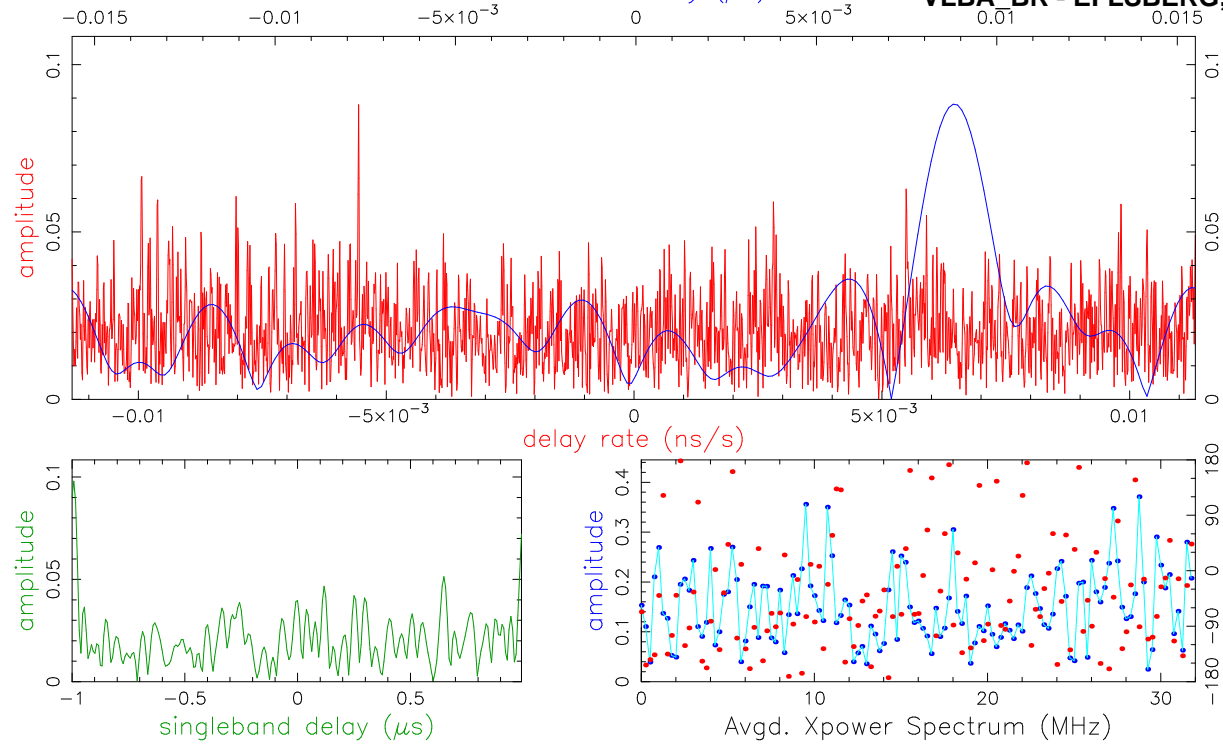 −0.015 −0.01 −5×10⁻³ 0 5×10⁻³ 0.01 0.015
0.1 0.1
0.05 0.05
0 0
amplitude
−0.01 −5×10⁻³ 0 5×10⁻³ 0.01
delay rate (ns/s)
0.1
0.05
0
amplitude
−1 −0.5 0 0.5
singleband delay (μs)
0.4
0.3
0.2
0.1
0
amplitude
180
90
0
−90
−180
0 10 20 30
Avgd. Xpower Spectrum (MHz)